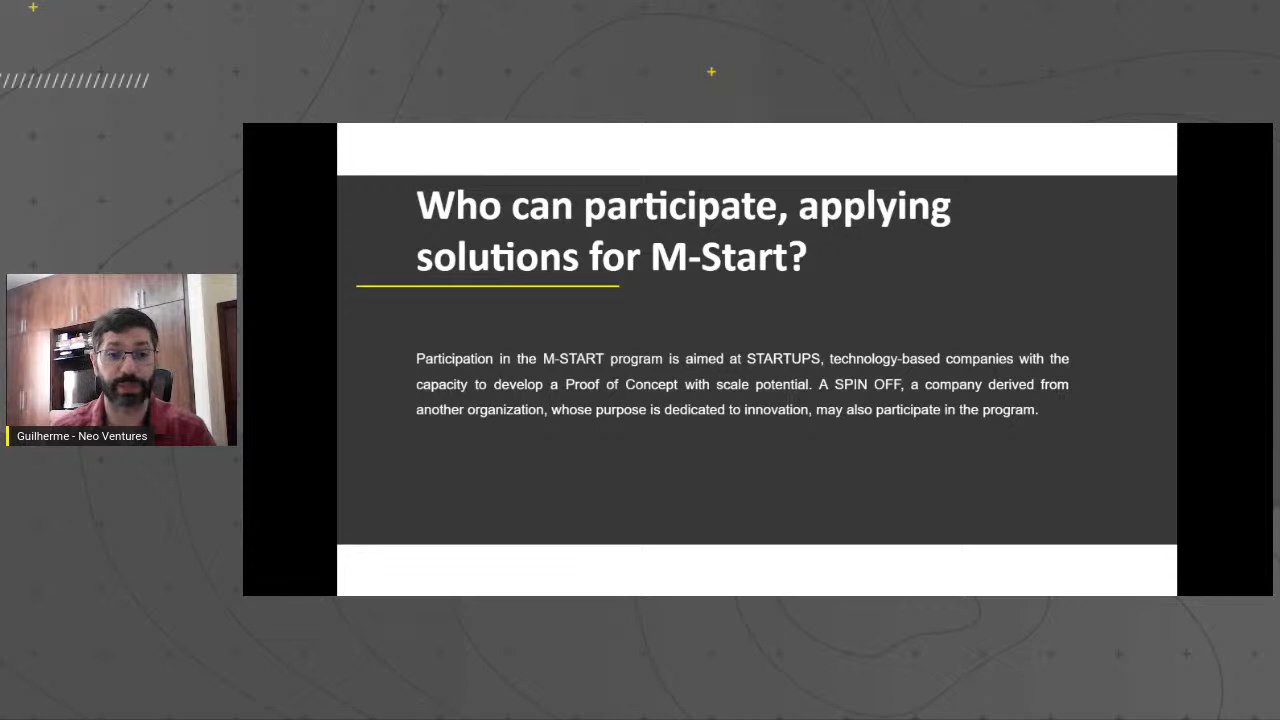 Who can participate, applying
solutions for M-Start?
Participation in the M-START program is aimed at STARTUPS, technology-based companies with the
capacity to develop a Proof of Concept with scale potential. A SPIN OFF, a company derived from
another organization, whose purpose is dedicated to innovation, may also participate in the program.
Guilherme - Neo Ventures